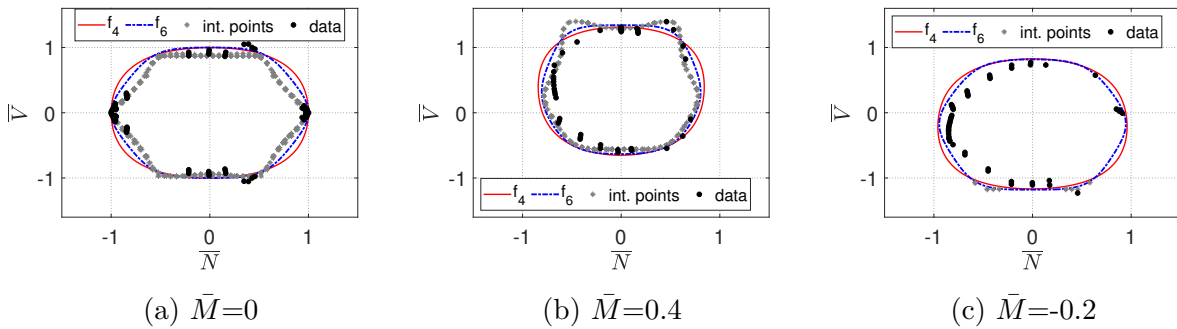 f4 f6 int. points data
1
0
-1
V̅
-1 0 1
N̅
(a) M̄=0
1
0
-1
V̅
f4 f6 int. points data
-1 0 1
N̅
(b) M̄=0.4
f4 f6 int. points data
1
0
-1
V̅
-1 0 1
N̅
(c) M̄=-0.2